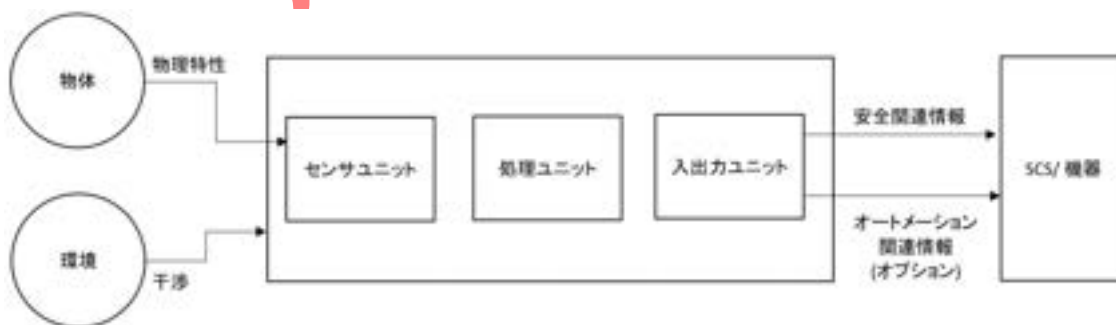 物体
物理特性
環境
干渉
センサユニット
処理ユニット
入出力ユニット
安全関連情報
オートメーション
関連情報
(オプション)
SCS/ 機器